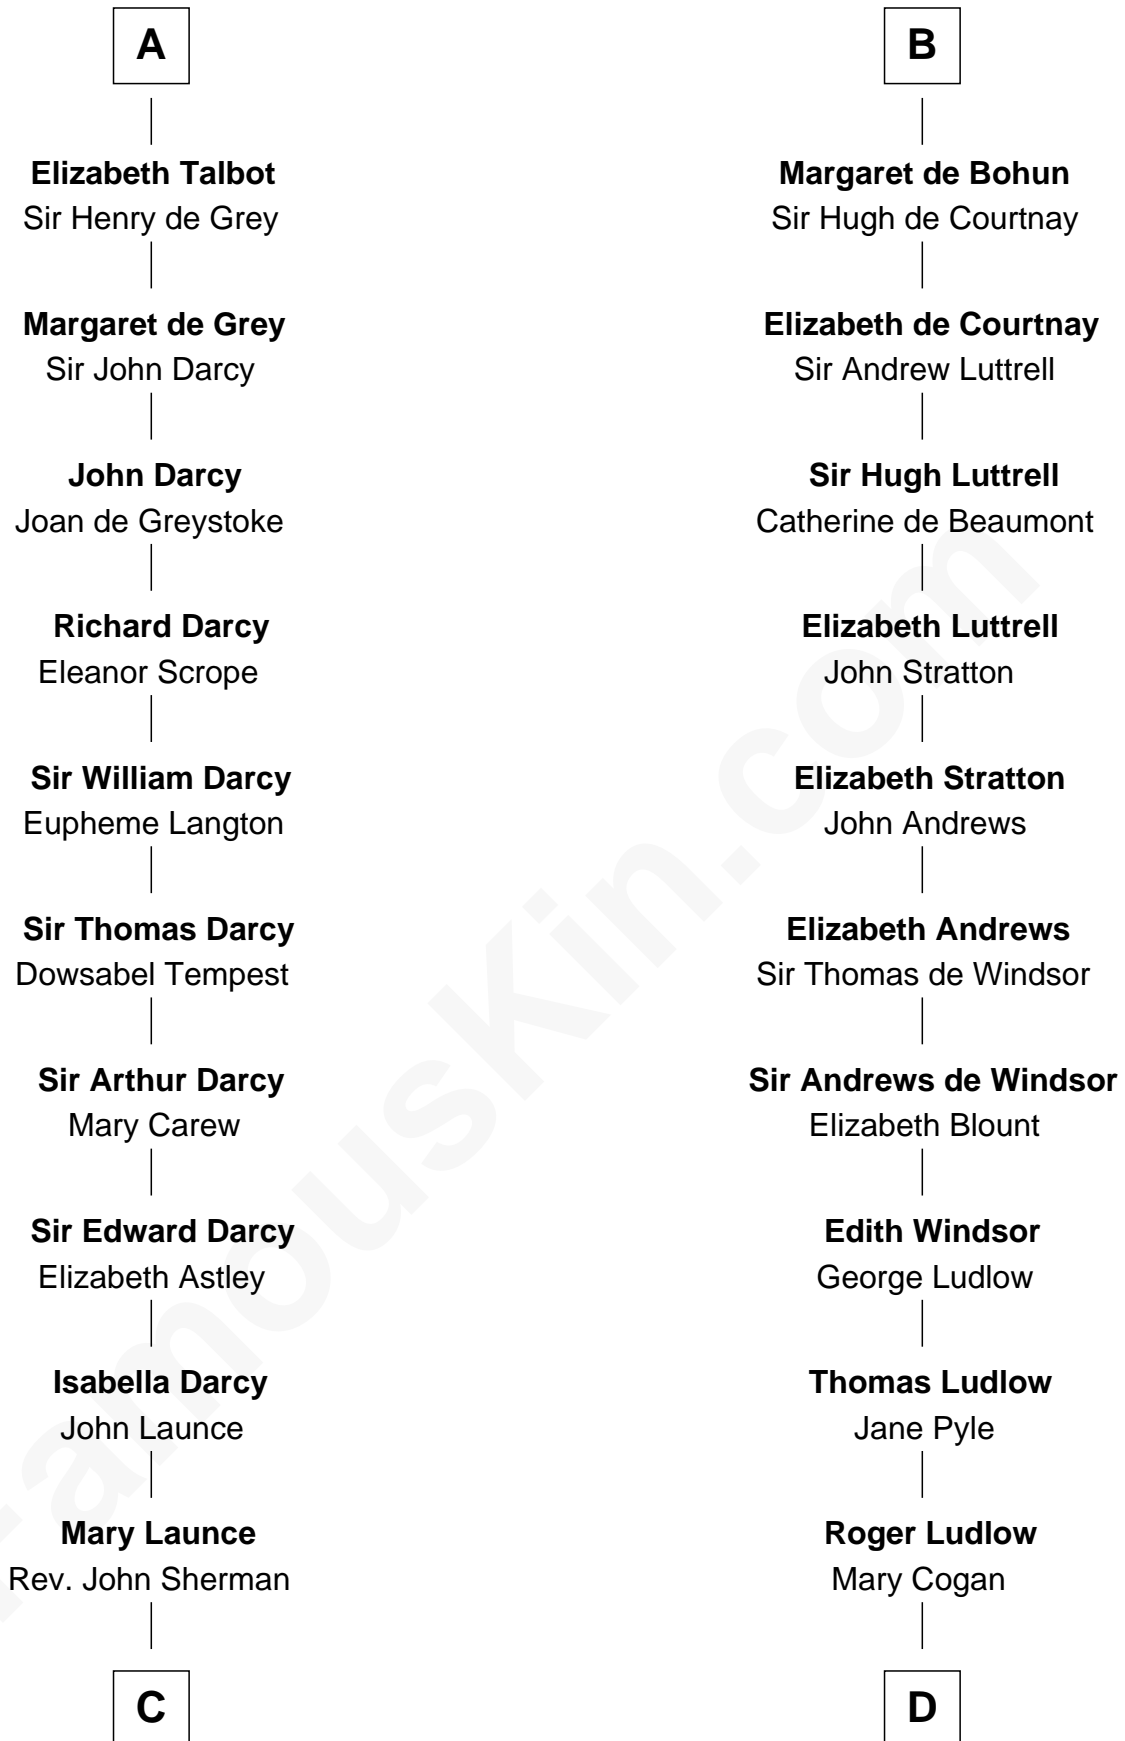 A
Elizabeth Talbot
Sir Henry de Grey
Margaret de Grey
Sir John Darcy
John Darcy
Joan de Greystoke
Richard Darcy
Eleanor Scrope
Sir William Darcy
Eupheme Langton
Sir Thomas Darcy
Dowsabel Tempest
Sir Arthur Darcy
Mary Carew
Sir Edward Darcy
Elizabeth Astley
Isabella Darcy
John Launce
Mary Launce
Rev. John Sherman
C
B
Margaret de Bohun
Sir Hugh de Courtnay
Elizabeth de Courtnay
Sir Andrew Luttrell
Sir Hugh Luttrell
Catherine de Beaumont
Elizabeth Luttrell
John Stratton
Elizabeth Stratton
John Andrews
Elizabeth Andrews
Sir Thomas de Windsor
Sir Andrews de Windsor
Elizabeth Blount
Edith Windsor
George Ludlow
Thomas Ludlow
Jane Pyle
Roger Ludlow
Mary Cogan
D
FamousKin.com